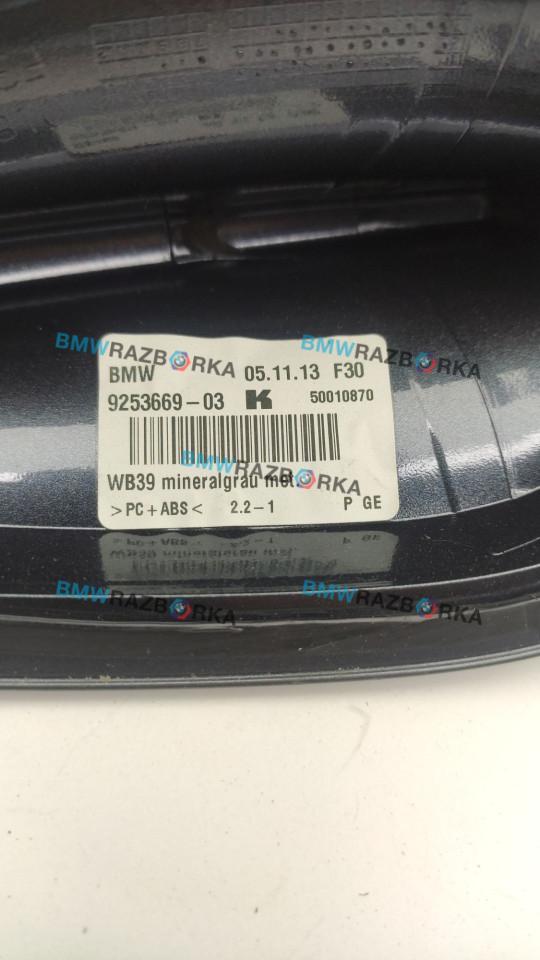 BMWRAZBORKA
BMWRAZBORKA
BMW 05.11.13 F30
9253669-03 K 50010870
BMWRAZBORKA
WB39 mineralgrau met.
>PC+ABS< 2.2-1 P GE
BMWRAZBORKA
BMWRAZBORKA